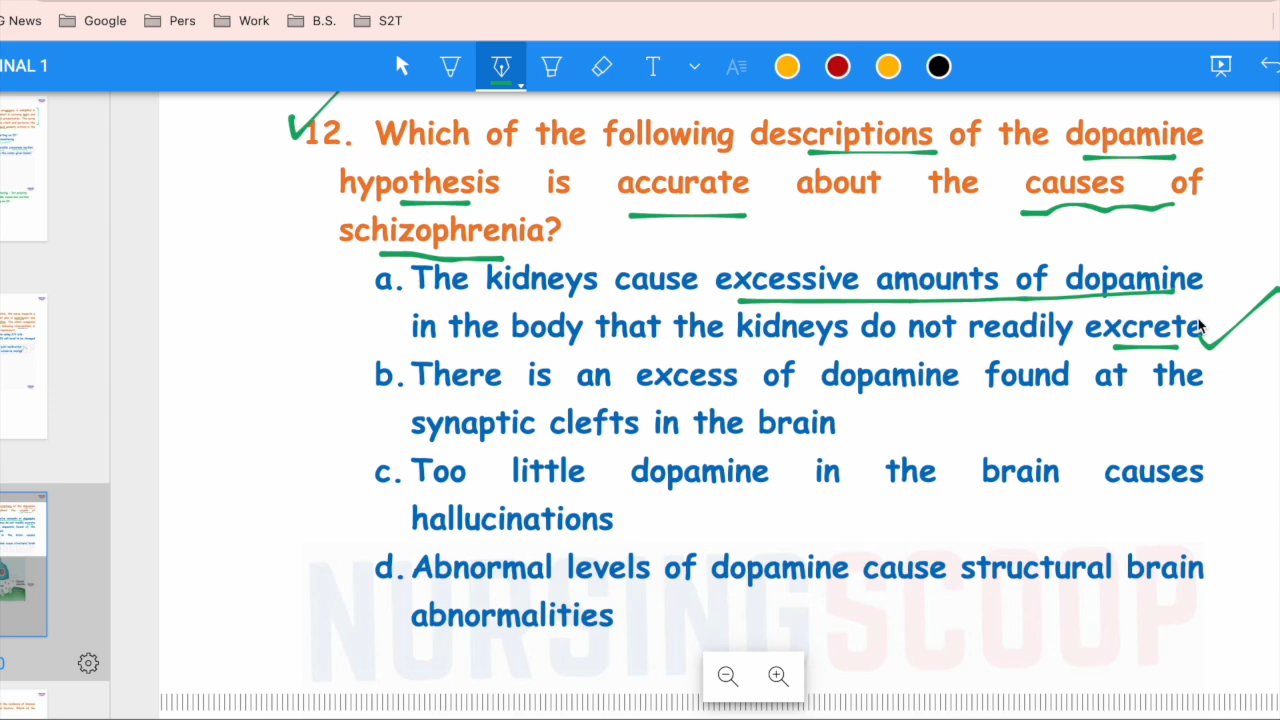 G News Google Pers Work B.S. S2T
INAL 1
12. Which of the following descriptions of the dopamine
hypothesis is accurate about the causes of
schizophrenia?
a. The kidneys cause excessive amounts of dopamine
in the body that the kidneys do not readily excrete
b. There is an excess of dopamine found at the
synaptic clefts in the brain
c. Too little dopamine in the brain causes
hallucinations
d. Abnormal levels of dopamine cause structural brain
abnormalities
NURSINGSCOOP